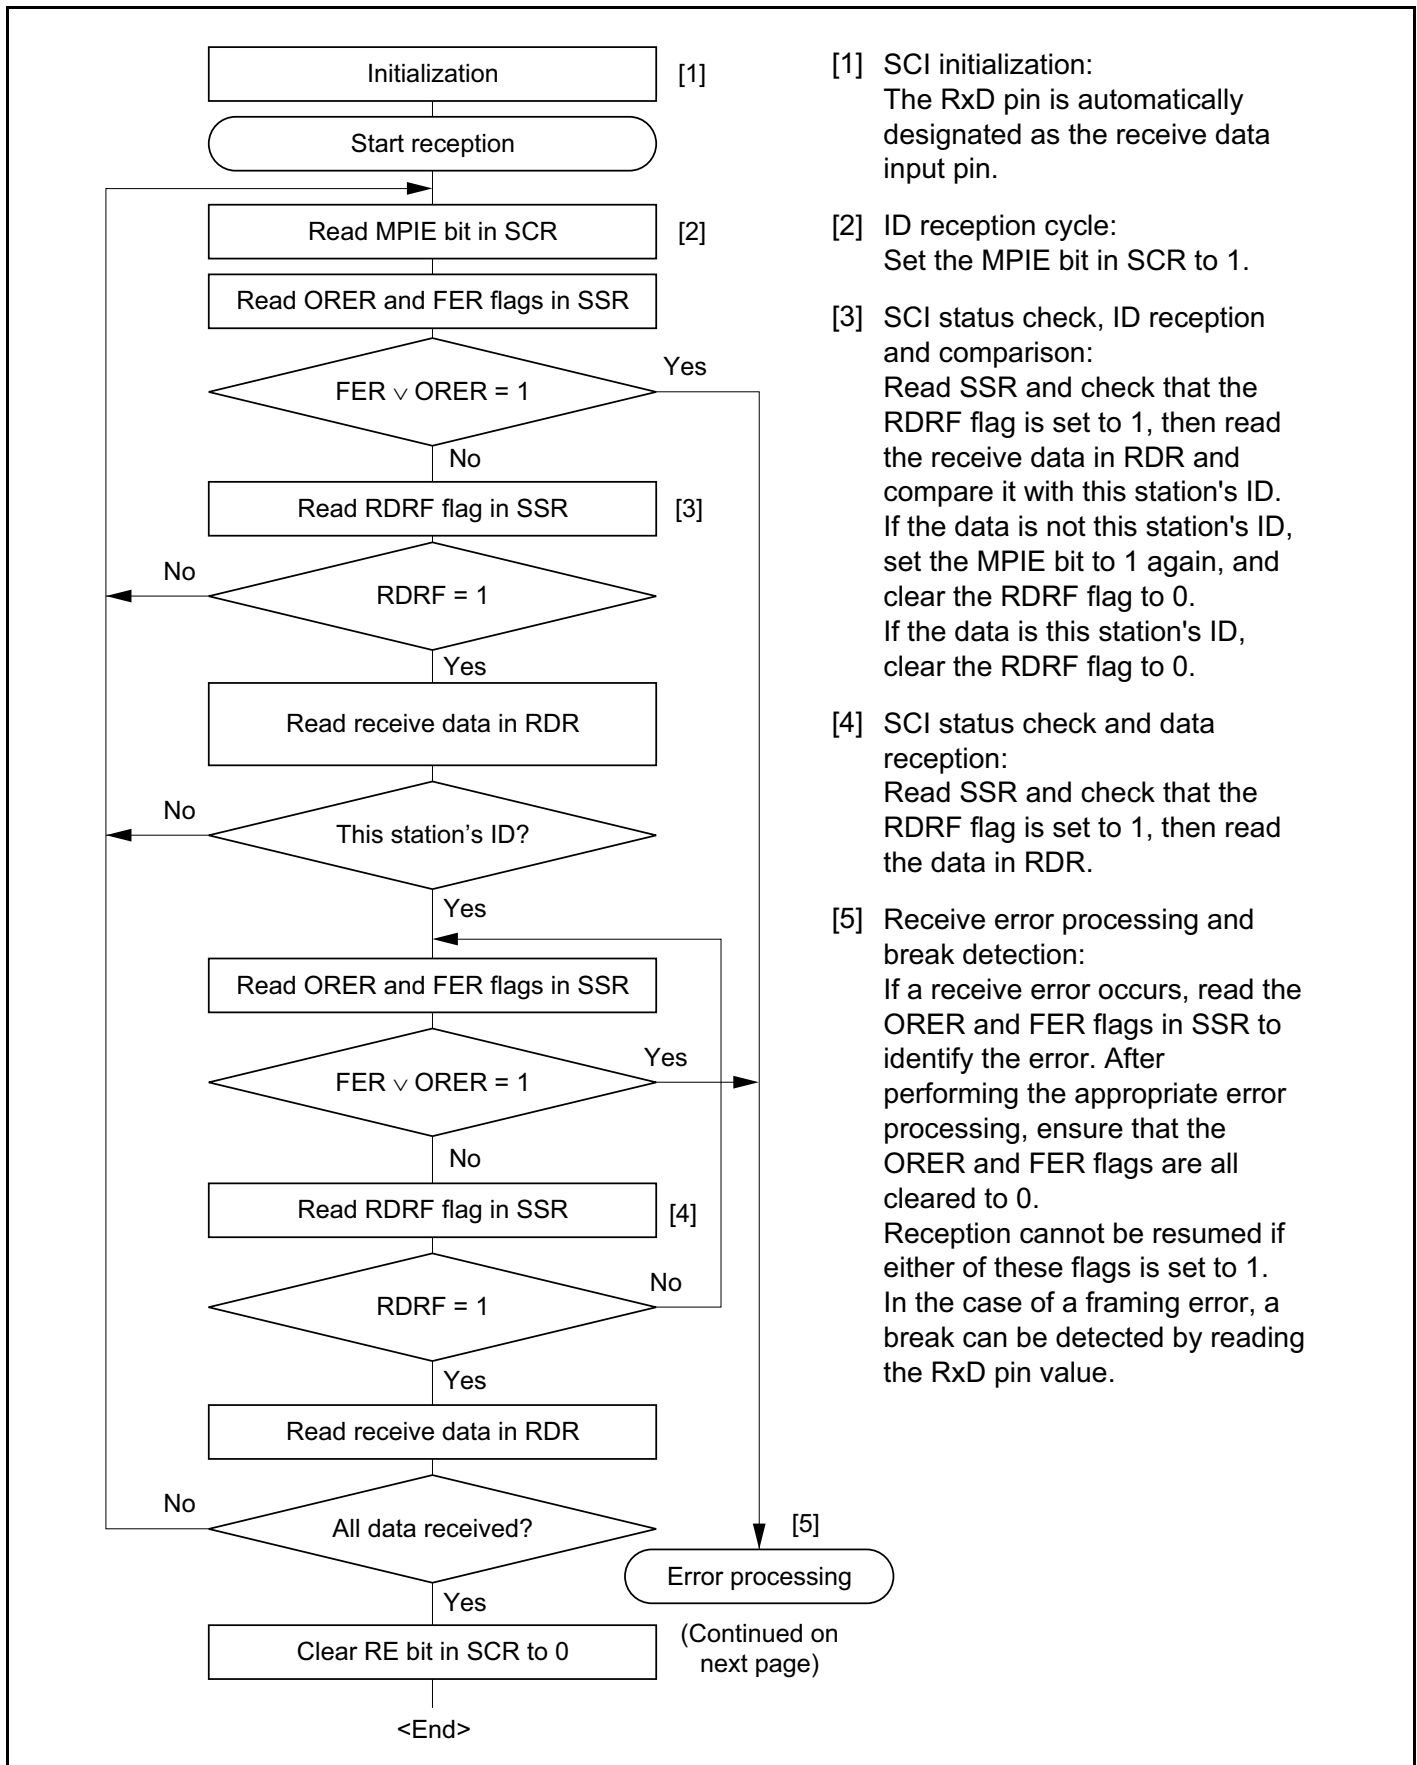 Initialization
[1]
Start reception
Read MPIE bit in SCR
[2]
Read ORER and FER flags in SSR
FER ∨ ORER = 1
Yes
No
Read RDRF flag in SSR
[3]
No
RDRF = 1
Yes
Read receive data in RDR
No
This station’s ID?
Yes
Read ORER and FER flags in SSR
Yes
FER ∨ ORER = 1
No
Read RDRF flag in SSR
[4]
No
RDRF = 1
Yes
Read receive data in RDR
No
All data received?
[5]
Error processing
Yes
(Continued on
next page)
Clear RE bit in SCR to 0
<End>
[1] SCI initialization:
The RxD pin is automatically
designated as the receive data
input pin.
[2] ID reception cycle:
Set the MPIE bit in SCR to 1.
[3] SCI status check, ID reception
and comparison:
Read SSR and check that the
RDRF flag is set to 1, then read
the receive data in RDR and
compare it with this station's ID.
If the data is not this station's ID,
set the MPIE bit to 1 again, and
clear the RDRF flag to 0.
If the data is this station's ID,
clear the RDRF flag to 0.
[4] SCI status check and data
reception:
Read SSR and check that the
RDRF flag is set to 1, then read
the data in RDR.
[5] Receive error processing and
break detection:
If a receive error occurs, read the
ORER and FER flags in SSR to
identify the error. After
performing the appropriate error
processing, ensure that the
ORER and FER flags are all
cleared to 0.
Reception cannot be resumed if
either of these flags is set to 1.
In the case of a framing error, a
break can be detected by reading
the RxD pin value.